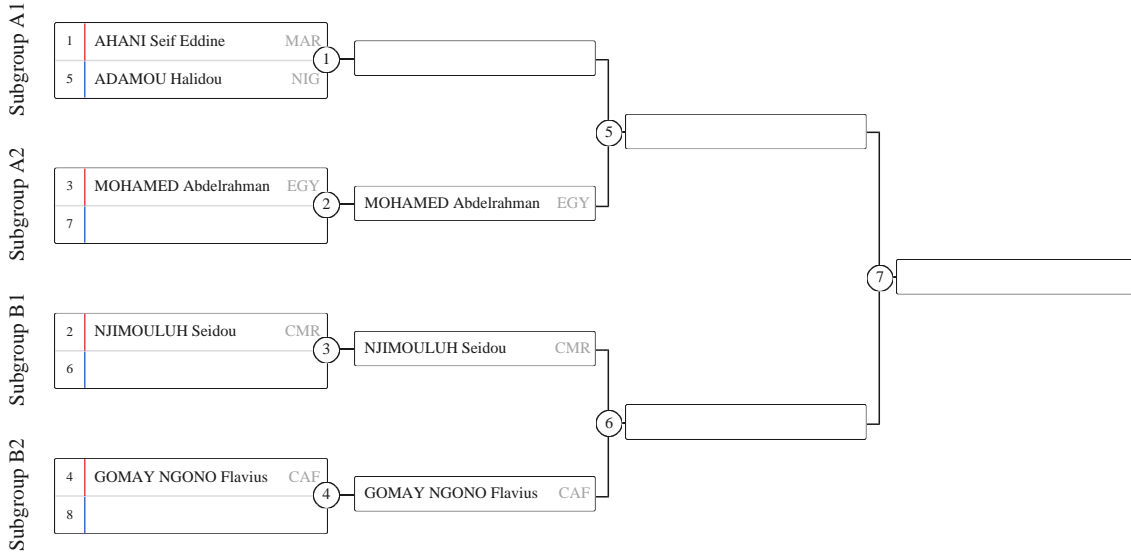 Subgroup A1
1 AHANI Seif Eddine MAR
5 ADAMOU Halidou NIG
1
5
Subgroup A2
3 MOHAMED Abdelrahman EGY
7
2
MOHAMED Abdelrahman EGY
7
Subgroup B1
2 NJIMOULUH Seidou CMR
6
3
NJIMOULUH Seidou CMR
6
Subgroup B2
4 GOMAY NGONO Flavius CAF
8
4
GOMAY NGONO Flavius CAF